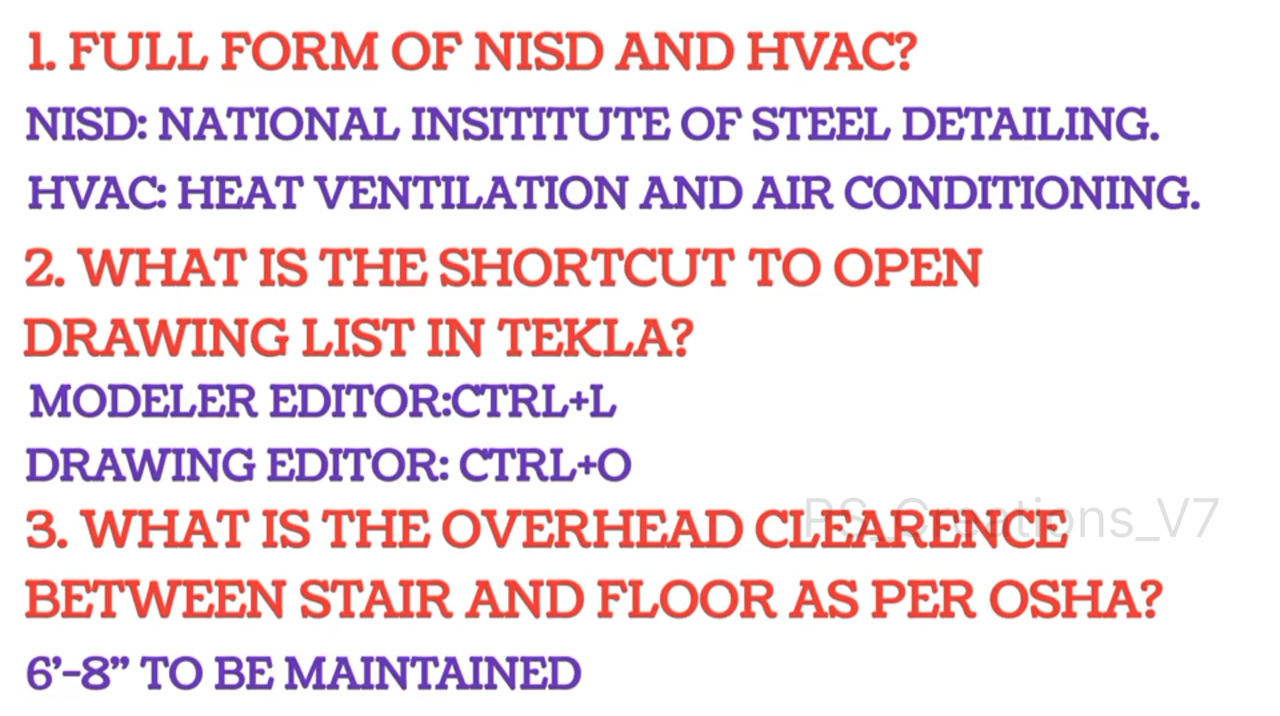 1. FULL FORM OF NISD AND HVAC?
NISD: NATIONAL INSITITUTE OF STEEL DETAILING.
HVAC: HEAT VENTILATION AND AIR CONDITIONING.
2. WHAT IS THE SHORTCUT TO OPEN
DRAWING LIST IN TEKLA?
MODELER EDITOR:CTRL+L
DRAWING EDITOR: CTRL+O
PS_Creations_V7
3. WHAT IS THE OVERHEAD CLEARENCE
BETWEEN STAIR AND FLOOR AS PER OSHA?
6’-8” TO BE MAINTAINED